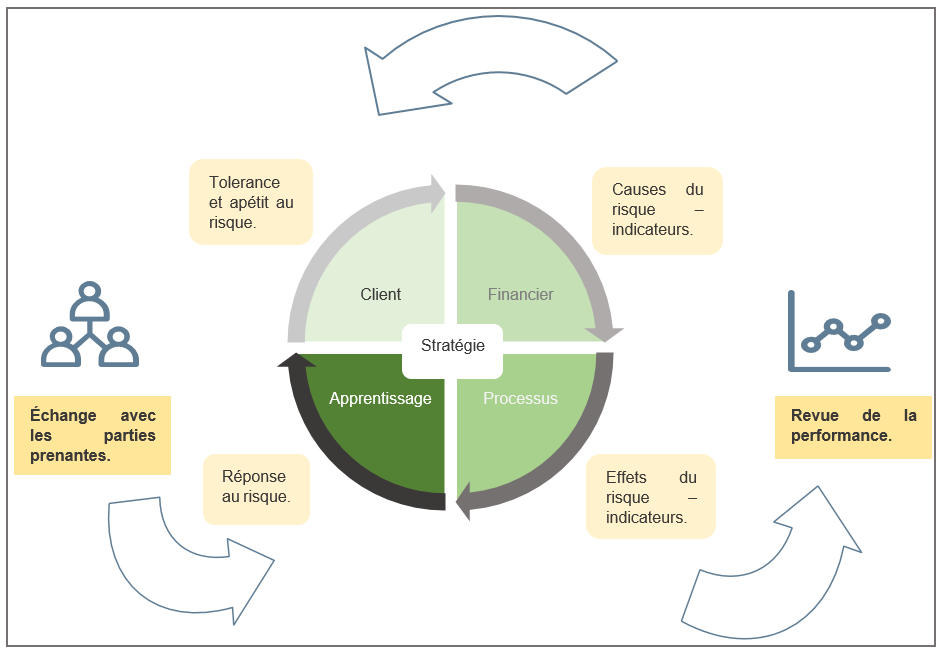 Tolerance
et apétit au
risque.
Causes du
risque –
indicateurs.
Client
Financier
Stratégie
Apprentissage
Processus
Échange avec
les parties
prenantes.
Revue de la
performance.
Réponse
au risque.
Effets du
risque –
indicateurs.